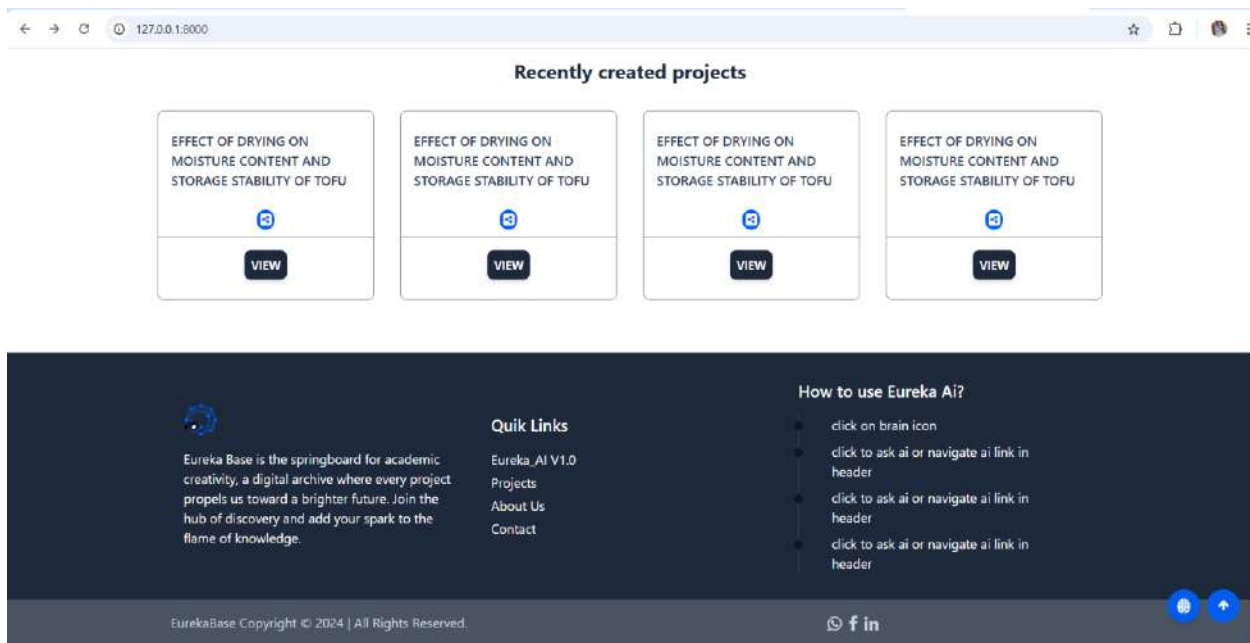 127.0.0.1:8000
Recently created projects
EFFECT OF DRYING ON
MOISTURE CONTENT AND
STORAGE STABILITY OF TOFU
VIEW
EFFECT OF DRYING ON
MOISTURE CONTENT AND
STORAGE STABILITY OF TOFU
VIEW
EFFECT OF DRYING ON
MOISTURE CONTENT AND
STORAGE STABILITY OF TOFU
VIEW
EFFECT OF DRYING ON
MOISTURE CONTENT AND
STORAGE STABILITY OF TOFU
VIEW
Eureka Base is the springboard for academic
creativity, a digital archive where every project
propels us toward a brighter future. Join the
hub of discovery and add your spark to the
flame of knowledge.
Quik Links
Eureka_AI V1.0
Projects
About Us
Contact
How to use Eureka Ai?
click on brain icon
click to ask ai or navigate ai link in
header
click to ask ai or navigate ai link in
header
click to ask ai or navigate ai link in
header
EurekaBase Copyright © 2024 | All Rights Reserved.